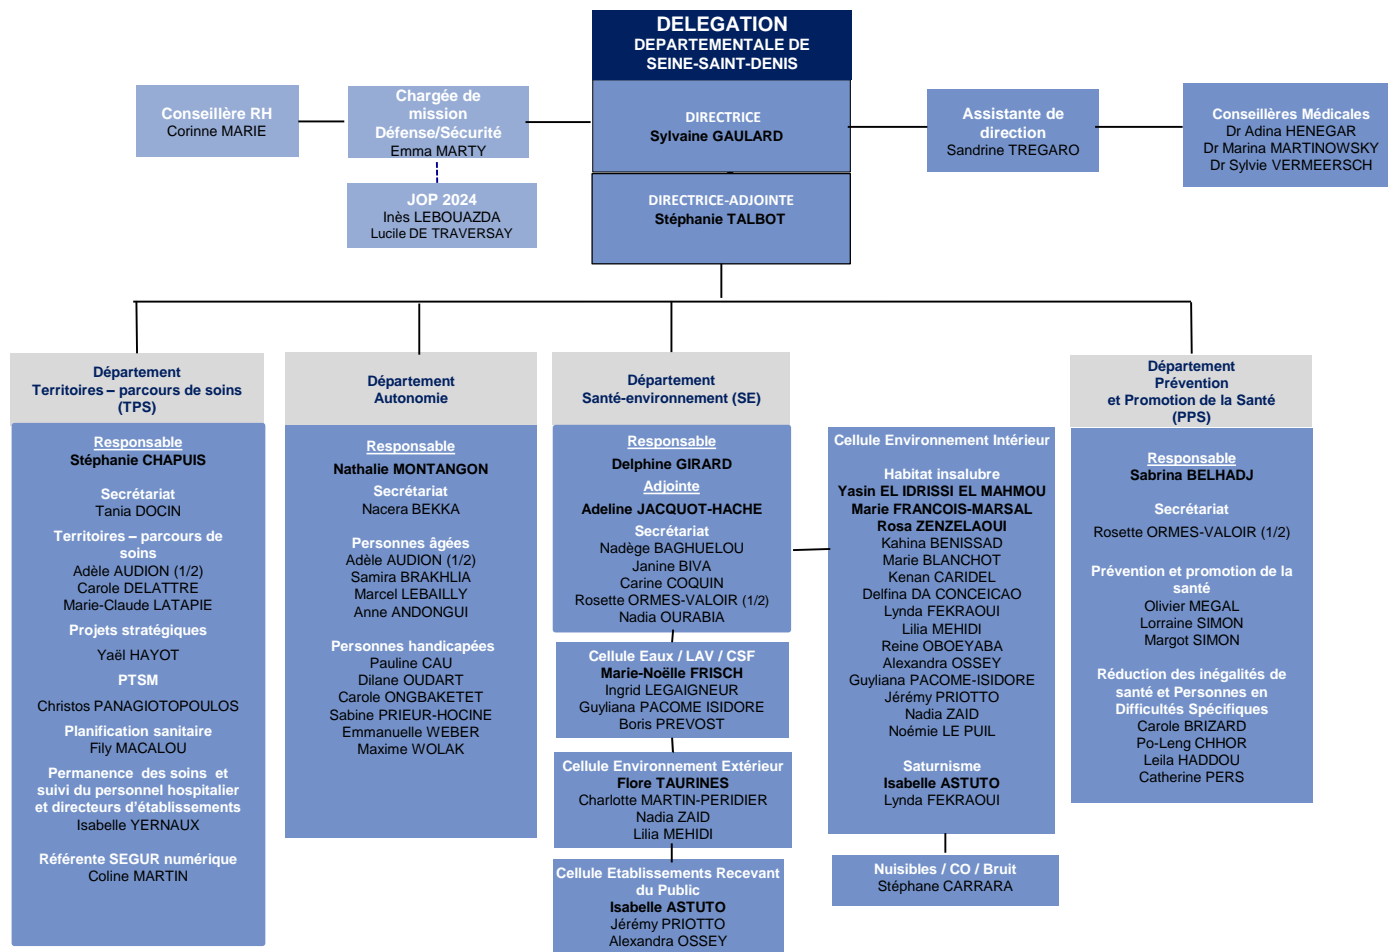 DELEGATION
DEPARTEMENTALE DE
SEINE-SAINT-DENIS
Conseillère RH
Corinne MARIE
Chargée de
mission
Défense/Sécurité
Emma MARTY
DIRECTRICE
Sylvaine GAULARD
Assistante de
direction
Sandrine TREGARO
Conseillères Médicales
Dr Adina HENEGAR
Dr Marina MARTINOWSKY
Dr Sylvie VERMEERSCH
JOP 2024
Inès LEBOUAZDA
Lucile DE TRAVERSAY
DIRECTRICE-ADJOINTE
Stéphanie TALBOT
Département
Territoires – parcours de soins
(TPS)
Responsable
Stéphanie CHAPUIS
Secrétariat
Tania DOCIN
Territoires – parcours de
soins
Adèle AUDION (1/2)
Carole DELATTRE
Marie-Claude LATAPIE
Projets stratégiques
Yaël HAYOT
PTSM
Christos PANAGIOTOPOULOS
Planification sanitaire
Fily MACALOU
Permanence des soins et
suivi du personnel hospitalier
et directeurs d'établissements
Isabelle YERNAUX
Référente SEGUR numérique
Coline MARTIN
Département
Autonomie
Responsable
Nathalie MONTANGON
Secrétariat
Nacera BEKKA
Personnes âgées
Adèle AUDION (1/2)
Samira BRAKHLIA
Marcel LEBAILLY
Anne ANDONGUI
Personnes handicapées
Pauline CAU
Dilane OUDART
Carole ONGBAKETET
Sabine PRIEUR-HOCINE
Emmanuelle WEBER
Maxime WOLAK
Département
Santé-environnement (SE)
Responsable
Delphine GIRARD
Adjointe
Adeline JACQUOT-HACHE
Secrétariat
Nadège BAGHUELOU
Janine BIVA
Carine COQUIN
Rosette ORMES-VALOIR (1/2)
Nadia OURABIA
Cellule Eaux / LAV / CSF
Marie-Noëlle FRISCH
Ingrid LEGAIGNEUR
Guyliana PACOME ISIDORE
Boris PREVOST
Cellule Environnement Extérieur
Flore TAURINES
Charlotte MARTIN-PERIDIER
Nadia ZAID
Lilia MEHIDI
Cellule Etablissements Recevant
du Public
Isabelle ASTUTO
Jérémy PRIOTTO
Alexandra OSSEY
Cellule Environnement Intérieur
Habitat insalubre
Yasin EL IDRISSI EL MAHMOU
Marie FRANCOIS-MARSAL
Rosa ZENZELAOUI
Kahina BENISSAD
Marie BLANCHOT
Kenan CARIDEL
Delfina DA CONCEICAO
Lynda FEKRAOUI
Lilia MEHIDI
Reine OBOEYABA
Alexandra OSSEY
Guyliana PACOME-ISIDORE
Jérémy PRIOTTO
Nadia ZAID
Noémie LE PUIL
Saturnisme
Isabelle ASTUTO
Lynda FEKRAOUI
Nuisibles / CO / Bruit
Stéphane CARRARA
Département
Prévention
et Promotion de la Santé
(PPS)
Responsable
Sabrina BELHADJ
Secrétariat
Rosette ORMES-VALOIR (1/2)
Prévention et promotion de la
santé
Olivier MEGAL
Lorraine SIMON
Margot SIMON
Réduction des inégalités de
santé et Personnes en
Difficultés Spécifiques
Carole BRIZARD
Po-Leng CHHOR
Leila HADDOU
Catherine PERS